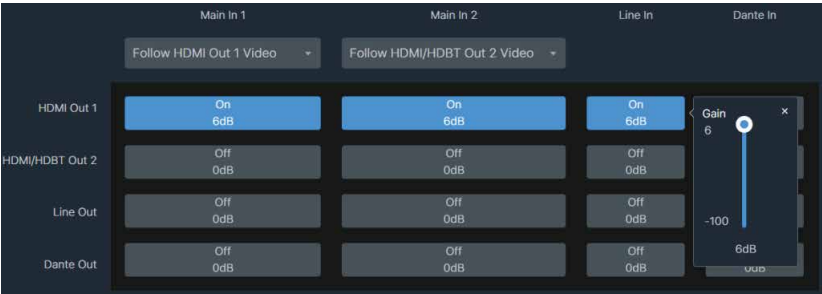 Main In 1 Main In 2 Line In Dante In
Follow HDMI Out 1 Video Follow HDMI/HDBT Out 2 Video
HDMI Out 1 On On On
6dB 6dB 6dB
HDMI/HDBT Out 2 Off Off Off
0dB 0dB 0dB
Line Out Off Off Off
0dB 0dB 0dB
Dante Out Off Off Off
0dB 0dB 0dB
Gain ×
6
-100
6dB